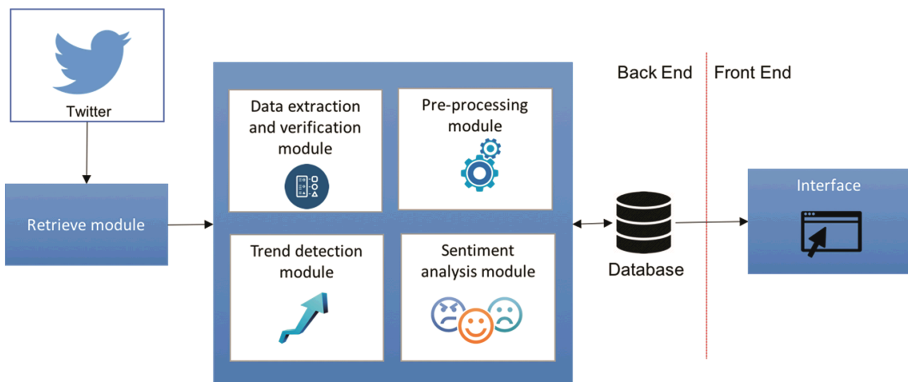 Twitter
Retrieve module
Data extraction
and verification
module
Pre-processing
module
Trend detection
module
Sentiment
analysis module
Back End
Front End
Database
Interface